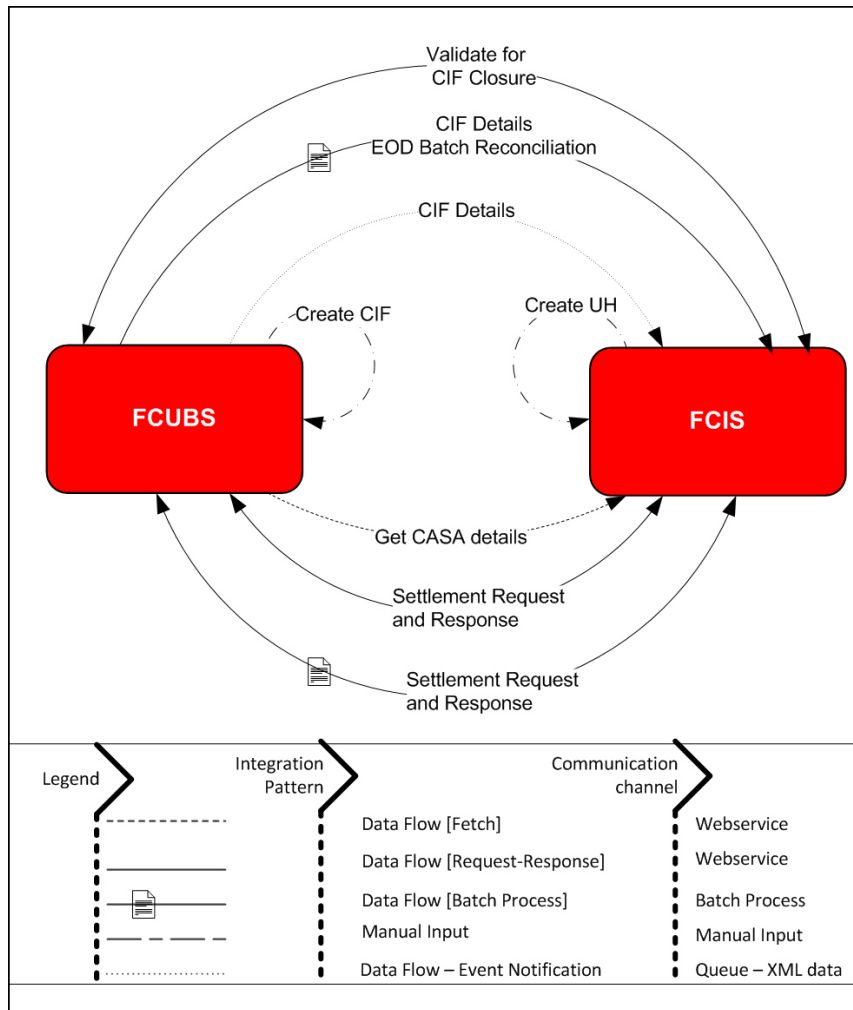 Validate for
CIF Closure
CIF Details
EOD Batch Reconciliation
CIF Details
Create CIF
Create UH
FCUBS
FCIS
Get CASA details
Settlement Request
and Response
Settlement Request
and Response
Legend
Integration
Pattern
Communication
channel
Data Flow [Fetch]
Webservice
Data Flow [Request-Response]
Webservice
Data Flow [Batch Process]
Batch Process
Manual Input
Manual Input
Data Flow – Event Notification
Queue – XML data